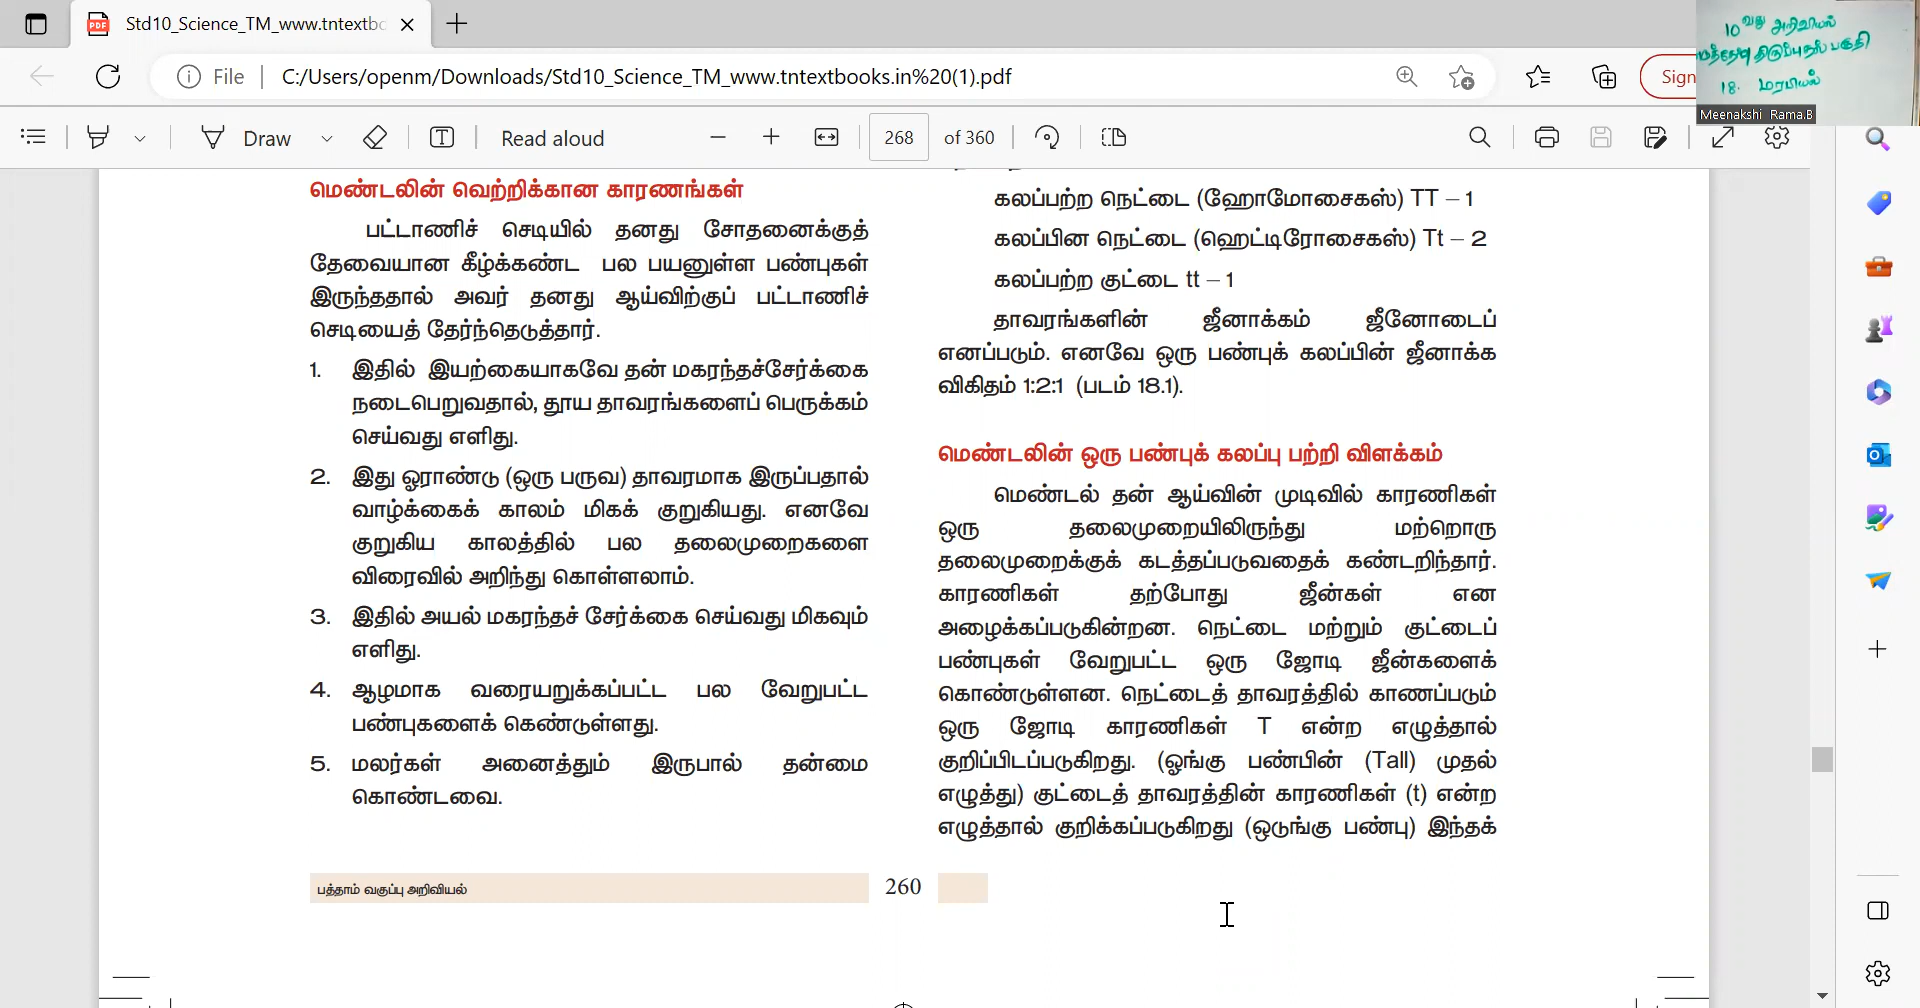 Std10_Science_TM_www.tntextbo
File
C:/Users/openm/Downloads/Std10_Science_TM_www.tntextbooks.in%20(1).pdf
Sign
10 வது அறிவியல்
திருப்புதல் பகுதி
18. மரபியல்
Meenakshi Rama.B
Draw
Read aloud
268 of 360
மெண்டலின் வெற்றிக்கான காரணங்கள்
பட்டாணிச் செடியில் தனது சோதனைக்குத்
தேவையான கீழ்க்கண்ட பல பயனுள்ள பண்புகள்
இருந்ததால் அவர் தனது ஆய்விற்குப் பட்டாணிச்
செடியைத் தேர்ந்தெடுத்தார்.
1. இதில் இயற்கையாகவே தன் மகரந்தச்சேர்க்கை
நடைபெறுவதால், தூய தாவரங்களைப் பெருக்கம்
செய்வது எளிது.
2. இது ஓராண்டு (ஒரு பருவ) தாவரமாக இருப்பதால்
வாழ்க்கைக் காலம் மிகக் குறுகியது. எனவே
குறுகிய காலத்தில் பல தலைமுறைகளை
விரைவில் அறிந்து கொள்ளலாம்.
3. இதில் அயல் மகரந்தச் சேர்க்கை செய்வது மிகவும்
எளிது.
4. ஆழமாக வரையறுக்கப்பட்ட பல வேறுபட்ட
பண்புகளைக் கெண்டுள்ளது.
5. மலர்கள் அனைத்தும் இருபால் தன்மை
கொண்டவை.
கலப்பற்ற நெட்டை (ஹோமோசைகஸ்) TT – 1
கலப்பின நெட்டை (ஹெட்டிரோசைகஸ்) Tt – 2
கலப்பற்ற குட்டை tt – 1
தாவரங்களின் ஜீனாக்கம் ஜீனோடைப்
எனப்படும். எனவே ஒரு பண்புக் கலப்பின் ஜீனாக்க
விகிதம் 1:2:1 (படம் 18.1).
மெண்டலின் ஒரு பண்புக் கலப்பு பற்றி விளக்கம்
மெண்டல் தன் ஆய்வின் முடிவில் காரணிகள்
ஒரு தலைமுறையிலிருந்து மற்றொரு
தலைமுறைக்குக் கடத்தப்படுவதைக் கண்டறிந்தார்.
காரணிகள் தற்போது ஜீன்கள் என
அழைக்கப்படுகின்றன. நெட்டை மற்றும் குட்டைப்
பண்புகள் வேறுபட்ட ஒரு ஜோடி ஜீன்களைக்
கொண்டுள்ளன. நெட்டைத் தாவரத்தில் காணப்படும்
ஒரு ஜோடி காரணிகள் T என்ற எழுத்தால்
குறிப்பிடப்படுகிறது. (ஓங்கு பண்பின் (Tall) முதல்
எழுத்து) குட்டைத் தாவரத்தின் காரணிகள் (t) என்ற
எழுத்தால் குறிக்கப்படுகிறது (ஒடுங்கு பண்பு) இந்தக்
பத்தாம் வகுப்பு அறிவியல்
260